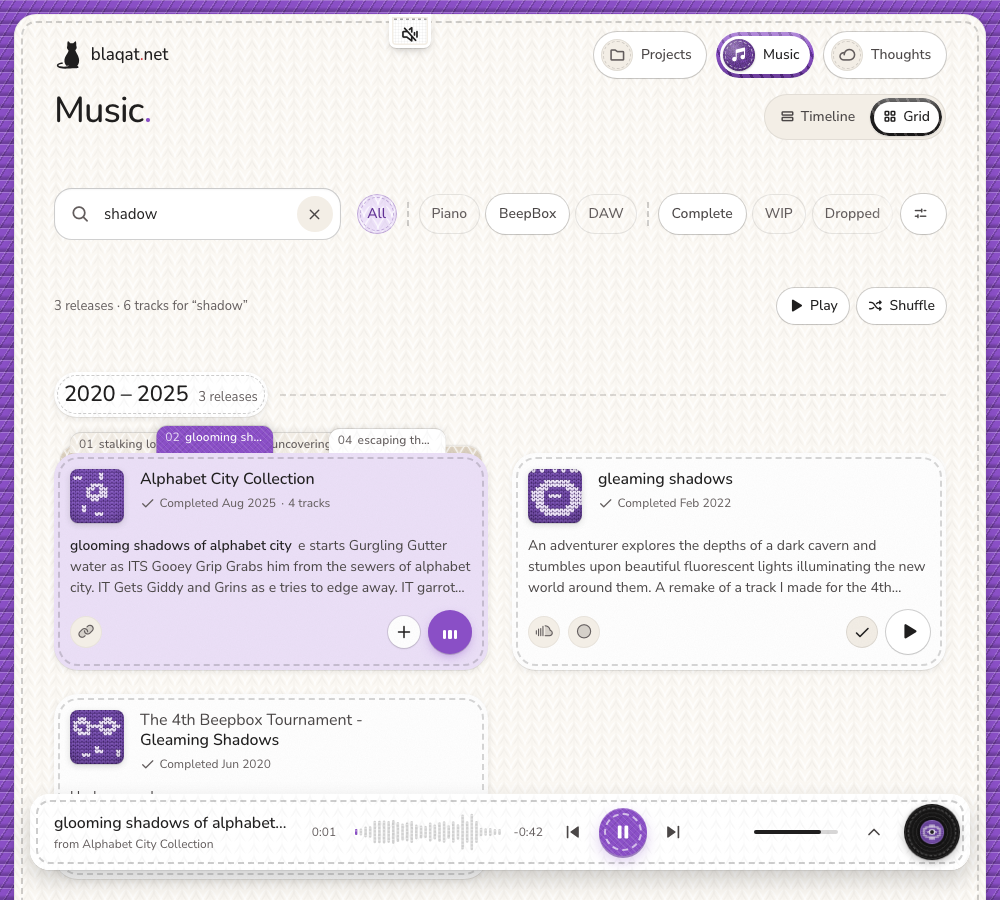 blaqat.net
Projects
Music
Thoughts
Music.
Timeline
Grid
shadow
All
Piano
BeepBox
DAW
Complete
WIP
Dropped
3 releases · 6 tracks for “shadow”
Play
Shuffle
2020 – 2025 3 releases
01 stalking lo
02 glooming sh...
uncovering
04 escaping th...
Alphabet City Collection
Completed Aug 2025 · 4 tracks
glooming shadows of alphabet city e starts Gurgling Gutter
water as ITS Gooey Grip Grabs him from the sewers of alphabet
city. IT Gets Giddy and Grins as e tries to edge away. IT garrot...
gleaming shadows
Completed Feb 2022
An adventurer explores the depths of a dark cavern and
stumbles upon beautiful fluorescent lights illuminating the new
world around them. A remake of a track I made for the 4th...
The 4th Beepbox Tournament -
Gleaming Shadows
Completed Jun 2020
glooming shadows of alphabet...
from Alphabet City Collection
0:01
-0:42